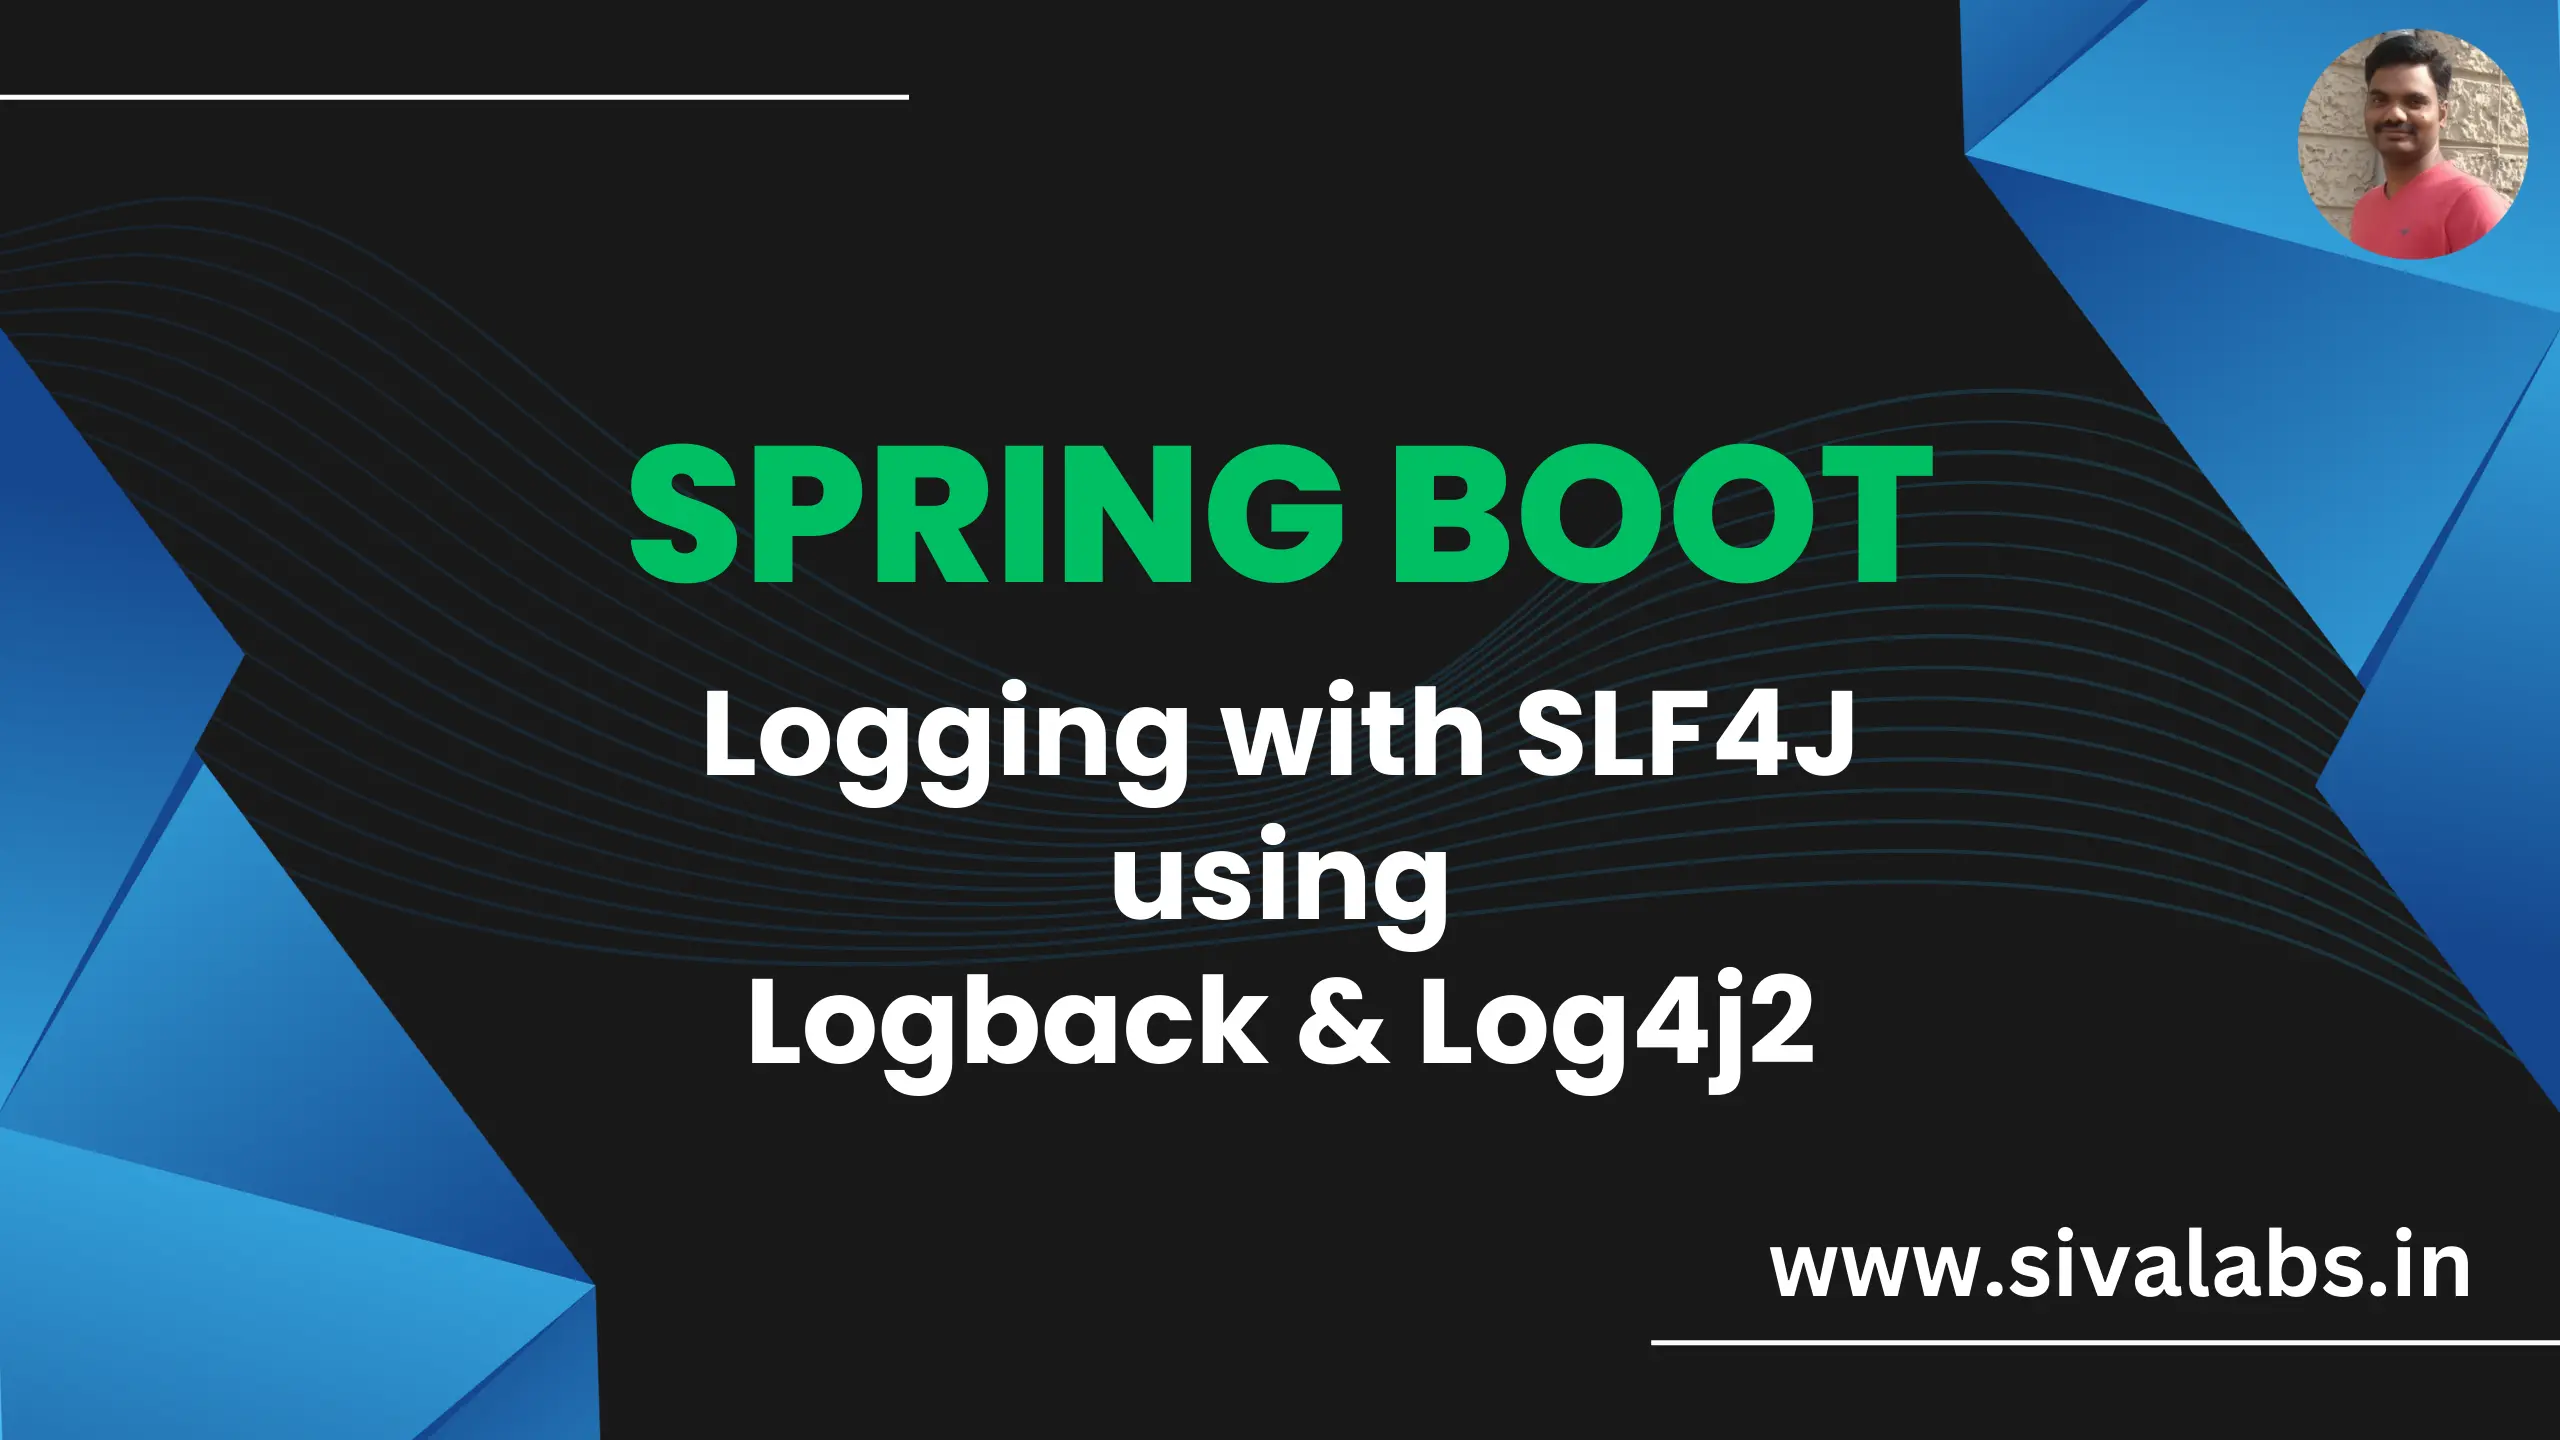 SPRING BOOT
Logging with SLF4J
using
Logback & Log4j2
www.sivalabs.in